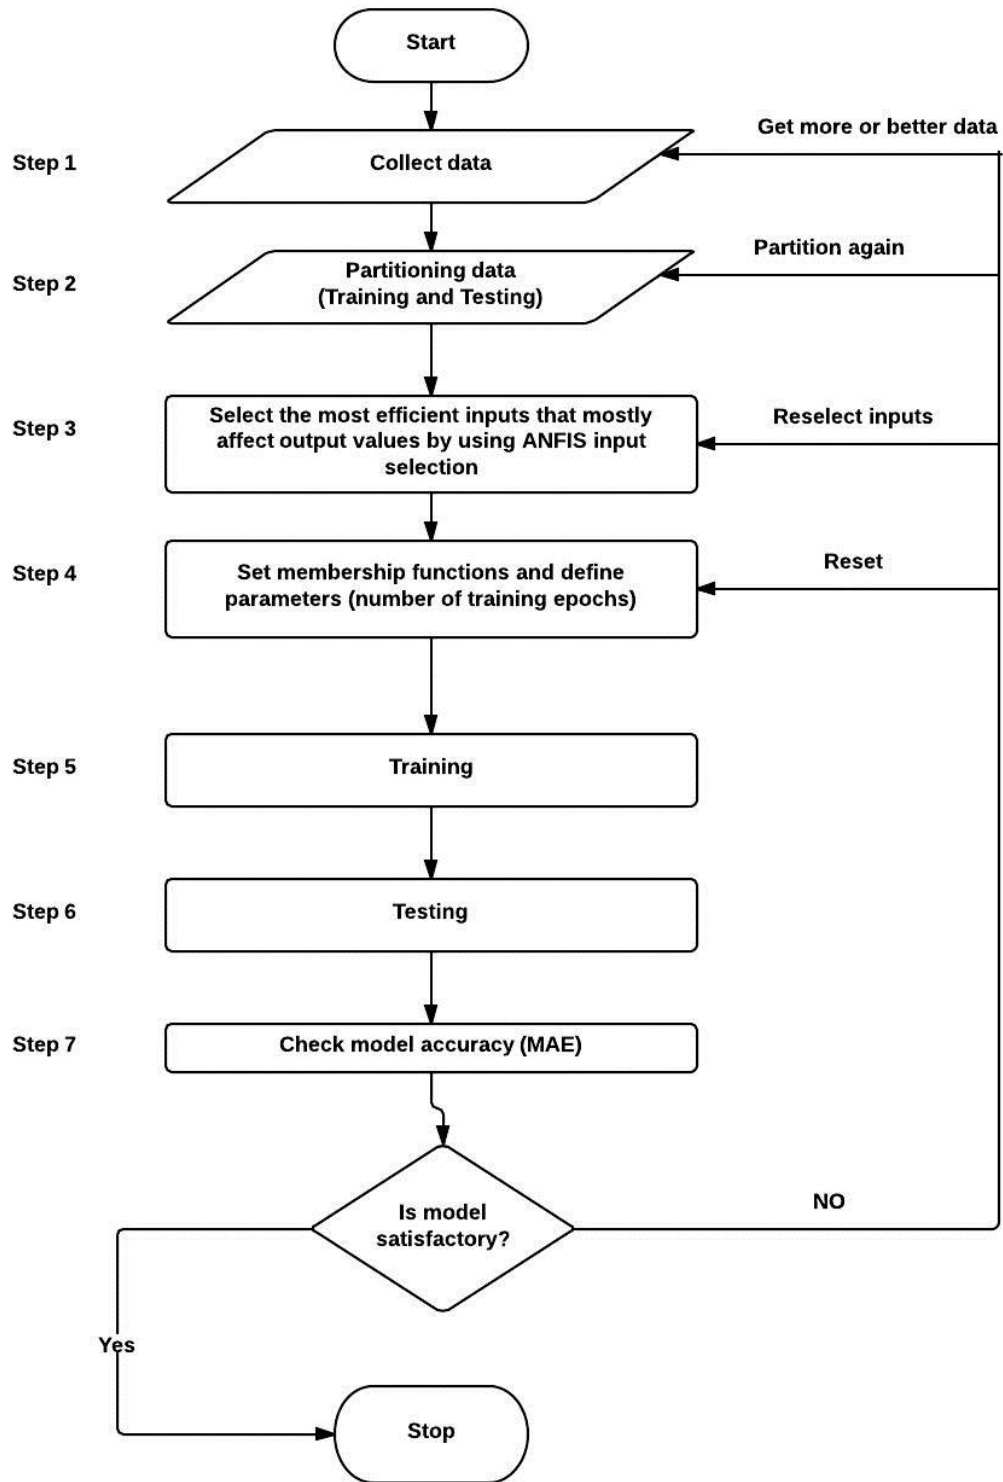 Start
Get more or better data
Step 1
Collect data
Partition again
Step 2
Partitioning data
(Training and Testing)
Reselect inputs
Step 3
Select the most efficient inputs that mostly
affect output values by using ANFIS input
selection
Reset
Step 4
Set membership functions and define
parameters (number of training epochs)
Step 5
Training
Step 6
Testing
Step 7
Check model accuracy (MAE)
Is model
satisfactory?
NO
Yes
Stop